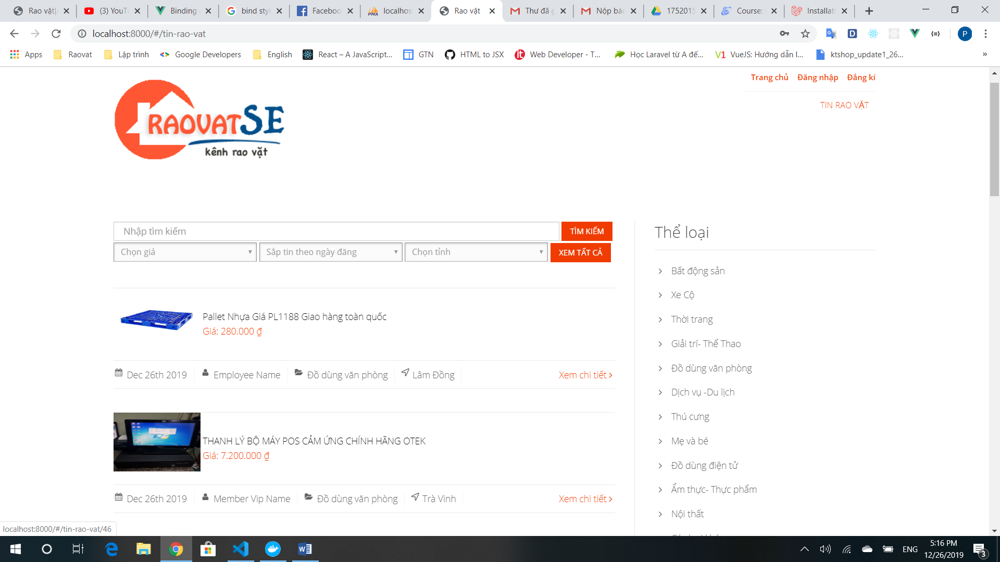 Rao vặt|
(3) YouT
Binding
bind styl
Faceboo
localhos
Rao vặt
Thư đã g
Nộp bác
1752015
Course:
Installati
localhost:8000/#/tin-rao-vat
P
Apps
Raovat
Lập trình
Google Developers
English
React – A JavaScript...
GTN
HTML to JSX
Web Developer - T...
Học Laravel từ A đế...
VueJS: Hướng dẫn l...
ktshop_update1_26...
»
Trang chủ Đăng nhập Đắng kí
TIN RAO VẶT
RAOVATSE
kênh rao vặt
Nhập tìm kiếm
TÌM KIẾM
Chọn giá
Sắp tin theo ngày đăng
Chọn tỉnh
XEM TẤT CẢ
Pallet Nhựa Giá PL1188 Giao hàng toàn quốc
Giá: 280.000 ₫
Dec 26th 2019 Employee Name Đồ dùng văn phòng Lâm Đồng Xem chi tiết
THANH LÝ BỘ MÁY POS CẢM ỨNG CHÍNH HÃNG OTEK
Giá: 7.200.000 ₫
Dec 26th 2019 Member Vip Name Đồ dùng văn phòng Trà Vinh Xem chi tiết
Thể loại
Bất động sản
Xe Cộ
Thời trang
Giải trí- Thể Thao
Đồ dùng văn phòng
Dịch vụ -Du lịch
Thú cưng
Mẹ và bé
Đồ dùng điện tử
Ẩm thực- Thực phẩm
Nội thất
localhost:8000/#/tin-rao-vat/46
ENG
5:16 PM
12/26/2019
3